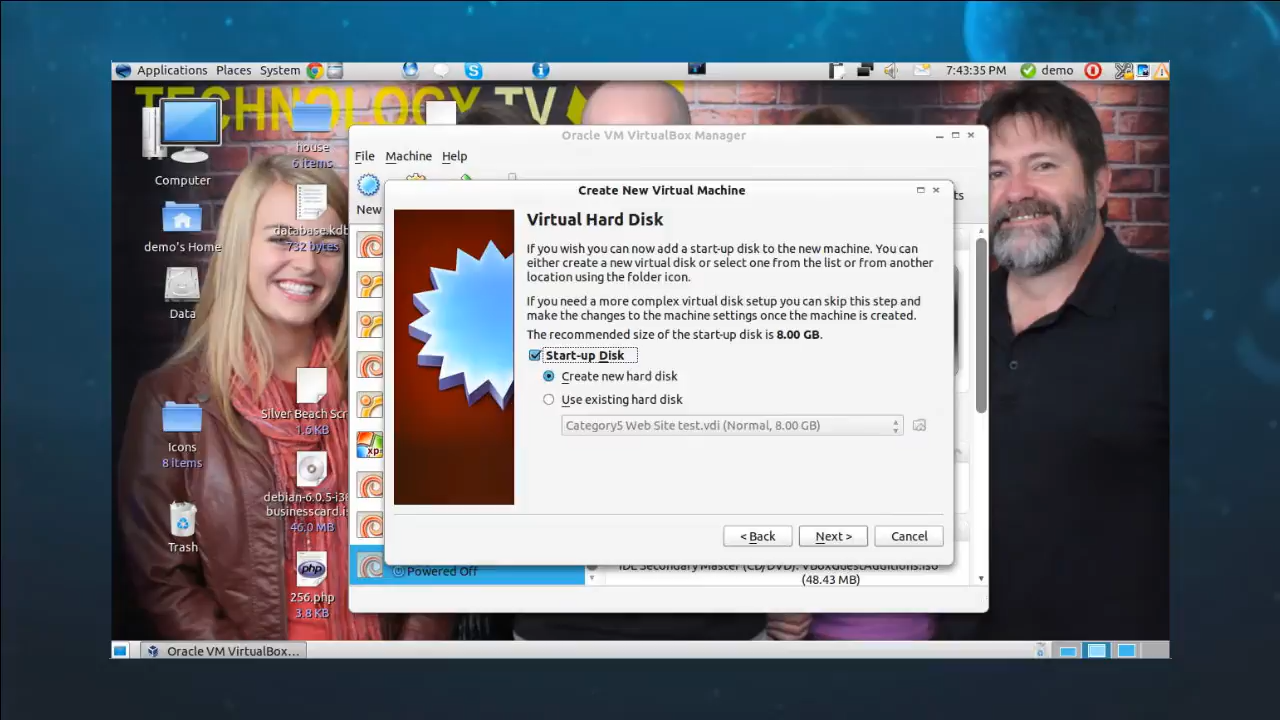 Applications Places System
7:43:35 PM demo
TECHNOLOGY TV
Computer
demo's Home
Data
Icons
8 items
Trash
house
6 items
database.kdb
732 bytes
Silver Beach Scr
1.5 KB
debian-6.0.5-i38
businesscard.is
46.0 MB
php
256.php
3.8 KB
Oracle VM VirtualBox Manager
File Machine Help
New
ts
xp
Powered Off
IDE Secondary Master (CD/DVD): VBoxGuestAdditions.iso
(48.43 MB)
Create New Virtual Machine
Virtual Hard Disk
If you wish you can now add a start-up disk to the new machine. You can
either create a new virtual disk or select one from the list or from another
location using the folder icon.
If you need a more complex virtual disk setup you can skip this step and
make the changes to the machine settings once the machine is created.
The recommended size of the start-up disk is 8.00 GB.
Start-up Disk
Create new hard disk
Use existing hard disk
Category5 Web Site test.vdi (Normal, 8.00 GB)
< Back Next > Cancel
Oracle VM VirtualBox...